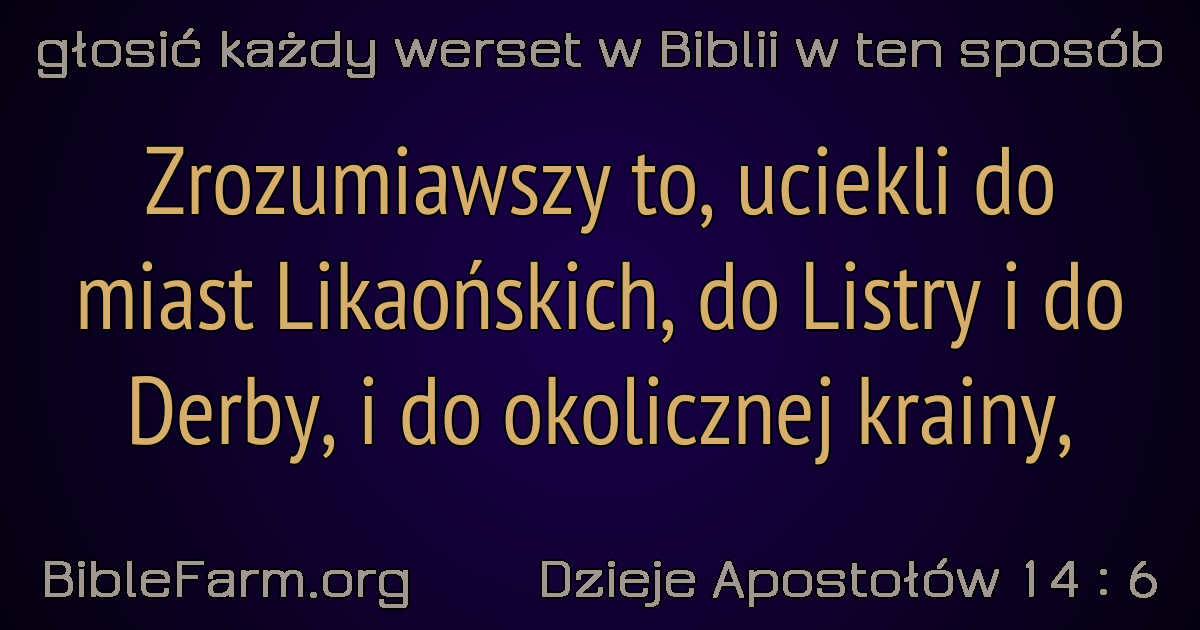 głosić każdy werset w Biblii w ten sposób
Zrozumiawszy to, uciekli do
miast Likaońskich, do Listry i do
Derby, i do okolicznej krainy,
BibleFarm.org
Dzieje Apostołów 14 : 6